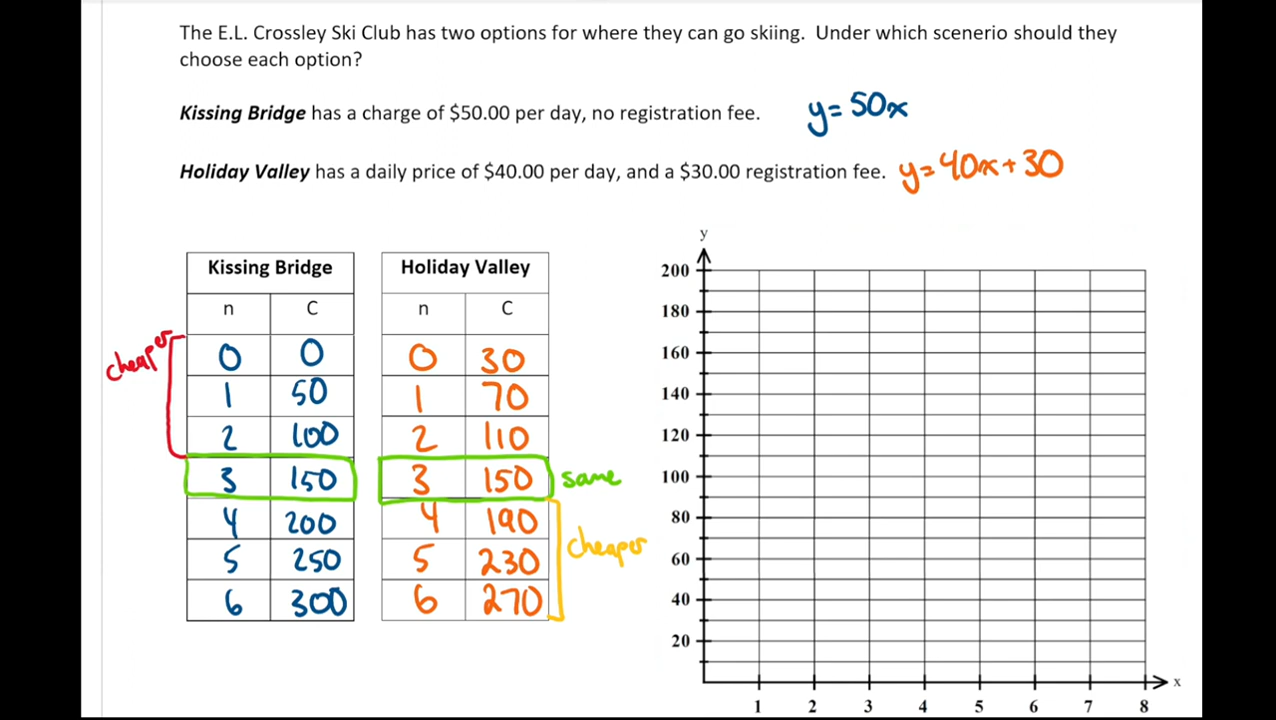 The E.L. Crossley Ski Club has two options for where they can go skiing. Under which scenerio should they
choose each option?
Kissing Bridge has a charge of $50.00 per day, no registration fee. y=50x
Holiday Valley has a daily price of $40.00 per day, and a $30.00 registration fee. y=40x+30
Kissing Bridge
n C
cheaper
0 0
1 50
2 100
3 150
4 200
5 250
6 300
Holiday Valley
n C
0 30
1 70
2 110
3 150 same
4 190
5 230
6 270
cheaper
y
200
180
160
140
120
100
80
60
40
20
1 2 3 4 5 6 7 8
x